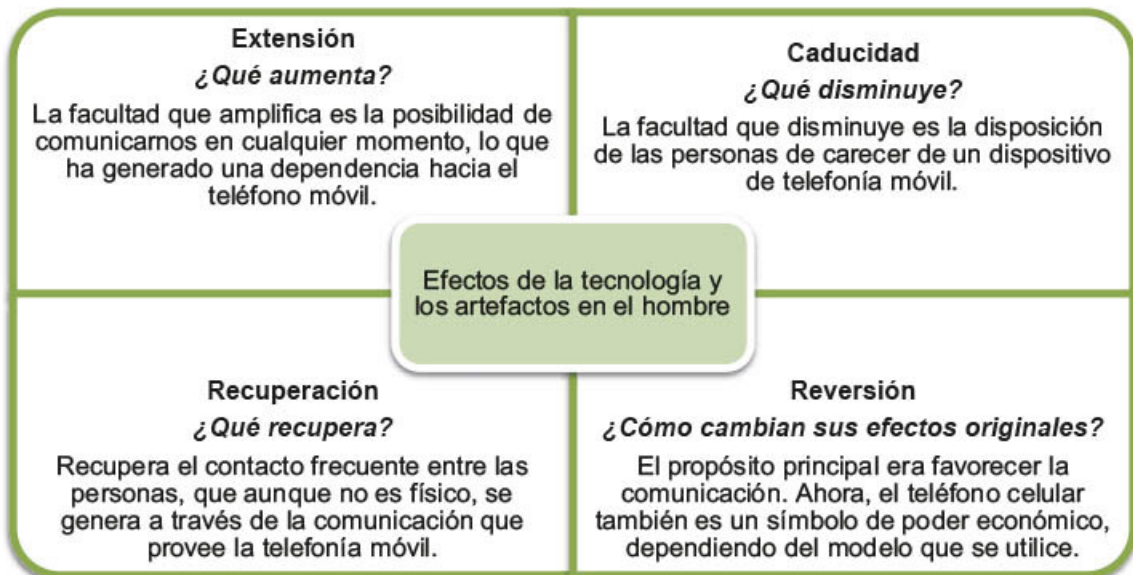 Extensión
¿Qué aumenta?
La facultad que amplifica es la posibilidad de
comunicarnos en cualquier momento, lo que
ha generado una dependencia hacia el
teléfono móvil.
Caducidad
¿Qué disminuye?
La facultad que disminuye es la disposición
de las personas de carecer de un dispositivo
de telefonía móvil.
Efectos de la tecnología y
los artefactos en el hombre
Recuperación
¿Qué recupera?
Recupera el contacto frecuente entre las
personas, que aunque no es físico, se
genera a través de la comunicación que
provee la telefonía móvil.
Reversión
¿Cómo cambian sus efectos originales?
El propósito principal era favorecer la
comunicación. Ahora, el teléfono celular
también es un símbolo de poder económico,
dependiendo del modelo que se utilice.